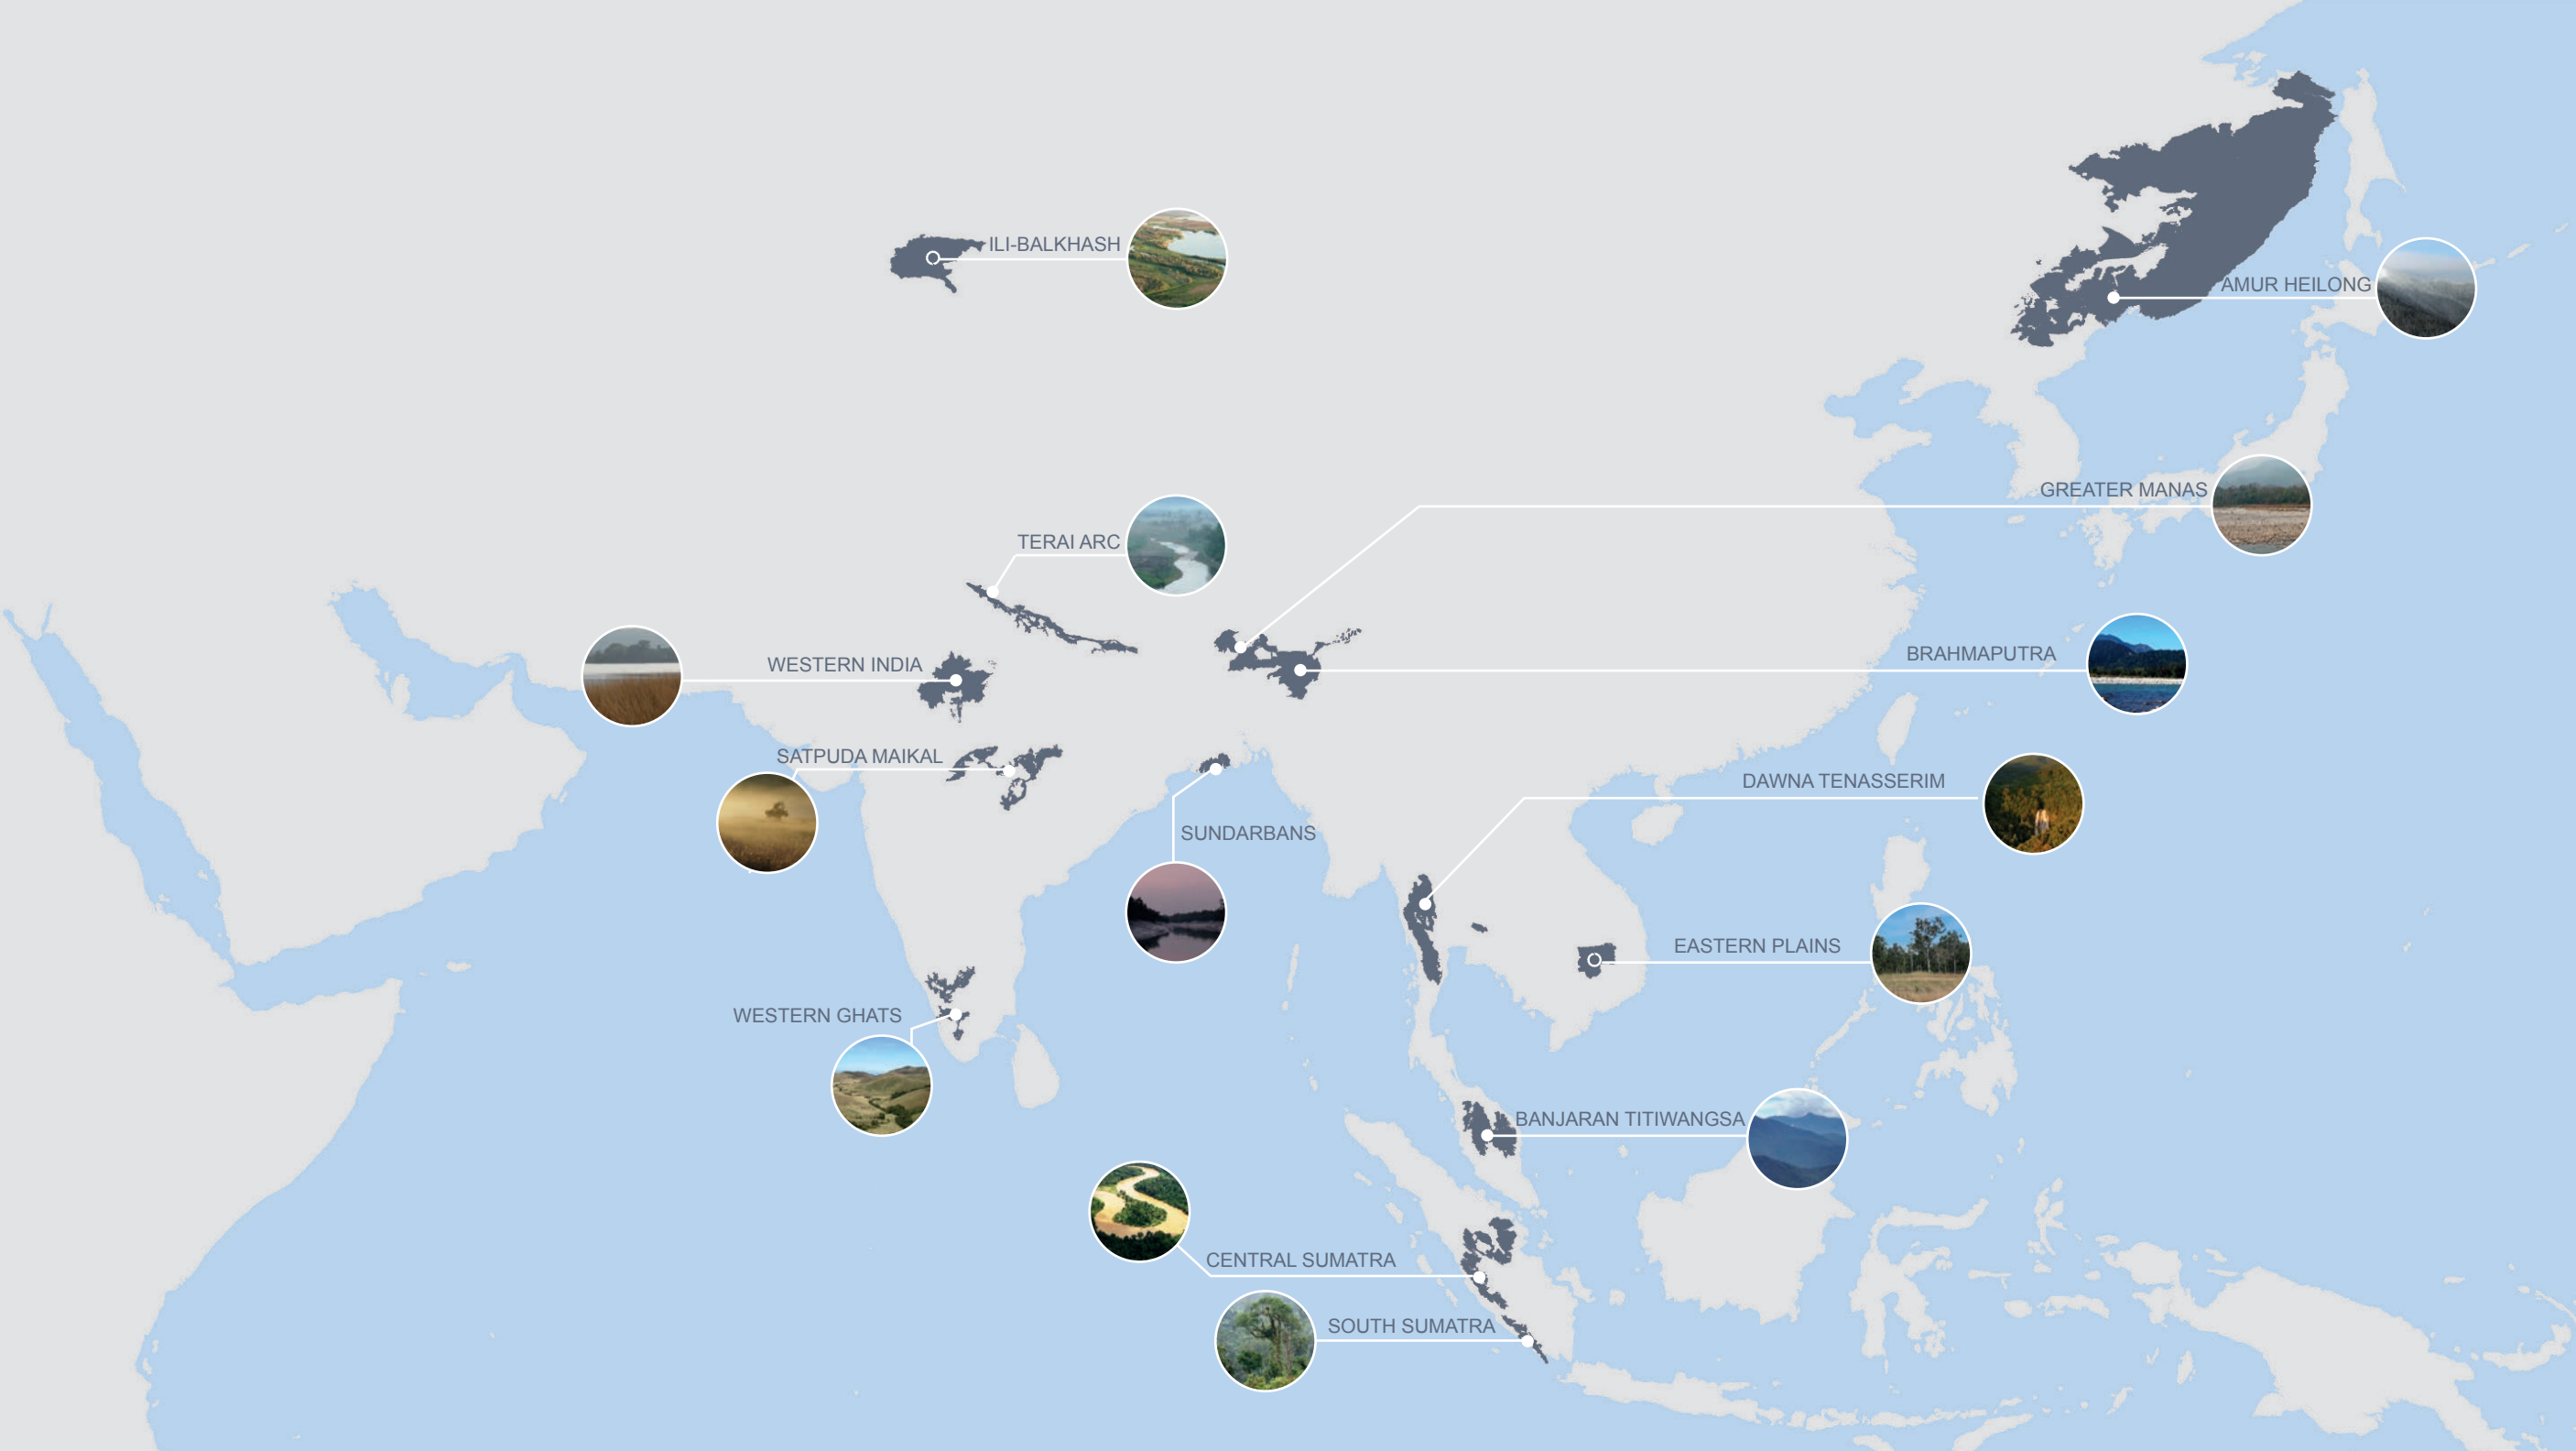 ILI-BALKHASH
AMUR HEILONG
GREATER MANAS
TERAI ARC
BRAHMAPUTRA
WESTERN INDIA
SATPUDA MAIKAL
DAWNA TENASSERIM
SUNDARBANS
EASTERN PLAINS
WESTERN GHATS
BANJARAN TITIWANGSA
CENTRAL SUMATRA
SOUTH SUMATRA